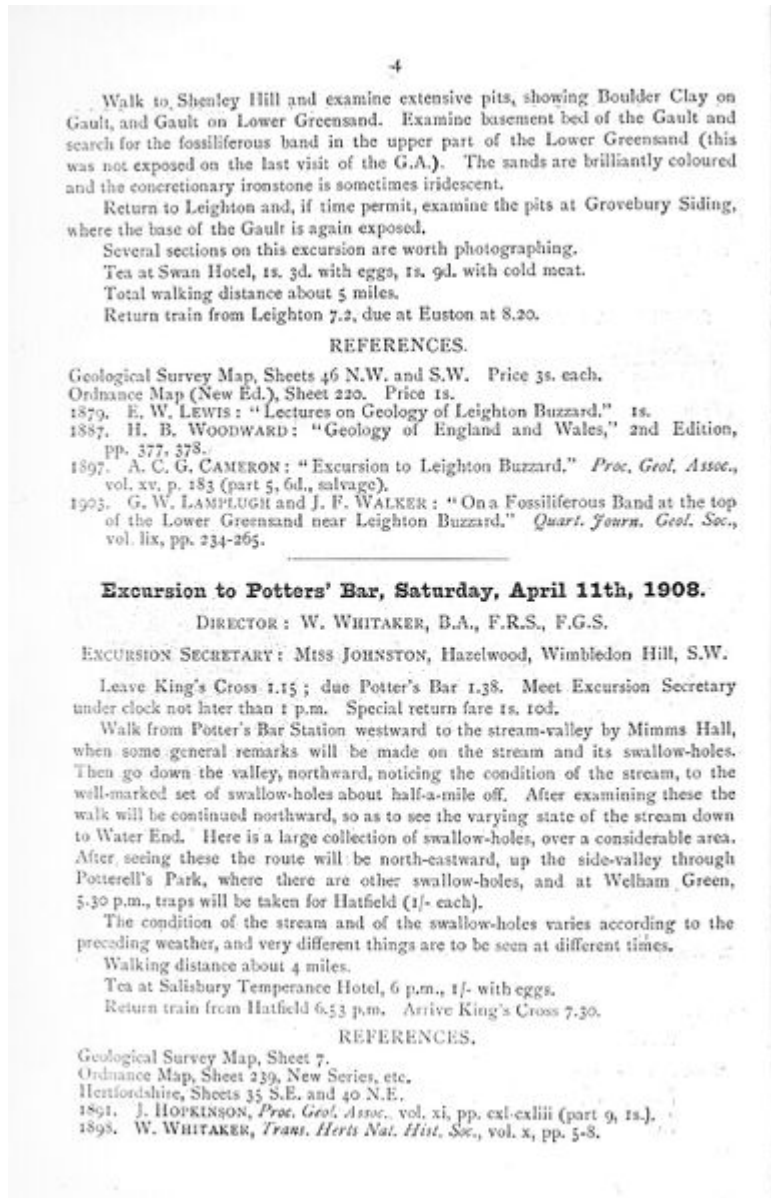 4
Walk to Shenley Hill and examine extensive pits, showing Boulder Clay on
Gault, and Gault on Lower Greensand. Examine basement bed of the Gault and
search for the fossiliferous band in the upper part of the Lower Greensand (this
was not exposed on the last visit of the G.A.). The sands are brilliantly coloured
and the concretionary ironstone is sometimes iridescent.
Return to Leighton and, if time permit, examine the pits at Grovebury Siding,
where the base of the Gault is again exposed.
Several sections on this excursion are worth photographing.
Tea at Swan Hotel, 1s. 3d. with eggs, 1s. 9d. with cold meat.
Total walking distance about 5 miles.
Return train from Leighton 7.2, due at Euston at 8.20.
REFERENCES.
Geological Survey Map, Sheets 46 N.W. and S.W. Price 3s. each.
Ordnance Map (New Ed.), Sheet 220. Price 1s.
1879. E. W. LEWIS : "Lectures on Geology of Leighton Buzzard." 1s.
1887. H. B. WOODWARD : "Geology of England and Wales," 2nd Edition,
pp. 377, 378.
1897. A. C. G. CAMERON : "Excursion to Leighton Buzzard." Proc. Geol. Assoc.,
vol. xv, p. 183 (part 5, 6d., salvage).
1903. G. W. LAMPLUGH and J. F. WALKER : "On a Fossiliferous Band at the top
of the Lower Greensand near Leighton Buzzard." Quart. Journ. Geol. Soc.,
vol. lix, pp. 234-265.
Excursion to Potters' Bar, Saturday, April 11th, 1908.
DIRECTOR : W. WHITAKER, B.A., F.R.S., F.G.S.
EXCURSION SECRETARY : MISS JOHNSTON, Hazelwood, Wimbledon Hill, S.W.
Leave King's Cross 1.15 ; due Potter's Bar 1.38. Meet Excursion Secretary
under clock not later than 1 p.m. Special return fare 1s. 10d.
Walk from Potter's Bar Station westward to the stream-valley by Mimms Hall,
when some general remarks will be made on the stream and its swallow-holes.
Then go down the valley, northward, noticing the condition of the stream, to the
well-marked set of swallow-holes about half-a-mile off. After examining these the
walk will be continued northward, so as to see the varying state of the stream down
to Water End. Here is a large collection of swallow-holes, over a considerable area.
After seeing these the route will be north-eastward, up the side-valley through
Potterell's Park, where there are other swallow-holes, and at Welham Green,
5.30 p.m., traps will be taken for Hatfield (1/- each).
The condition of the stream and of the swallow-holes varies according to the
preceding weather, and very different things are to be seen at different times.
Walking distance about 4 miles.
Tea at Salisbury Temperance Hotel, 6 p.m., 1/- with eggs.
Return train from Hatfield 6.53 p.m. Arrive King's Cross 7.30.
REFERENCES.
Geological Survey Map, Sheet 7.
Ordnance Map, Sheet 239, New Series, etc.
Hertfordshire, Sheets 35 S.E. and 40 N.E.
1891. J. HOPKINSON, Proc. Geol. Assoc. vol. xi, pp. cxl-cxliii (part 9, 1s.).
1898. W. WHITAKER, Trans. Herts Nat. Hist. Soc., vol. x, pp. 5-8.